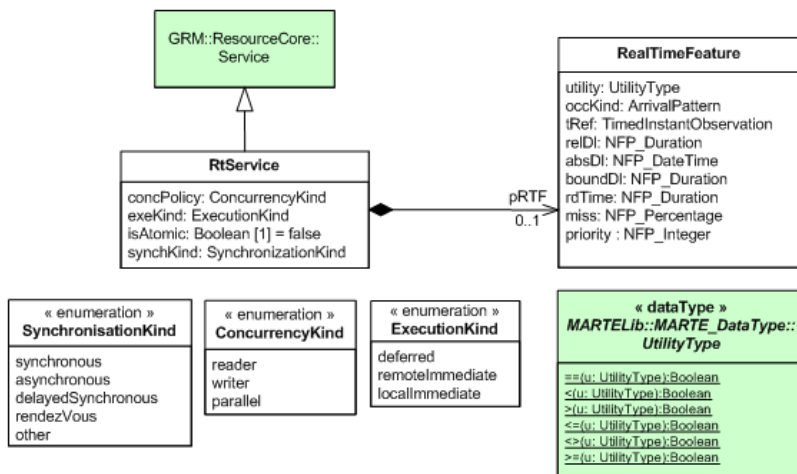 GRM::ResourceCore::
Service
RtService
concPolicy: ConcurrencyKind
exeKind: ExecutionKind
isAtomic: Boolean [1] = false
synchKind: SynchronizationKind
pRTF
0..1
RealTimeFeature
utility: UtilityType
occKind: ArrivalPattern
tRef: TimedInstantObservation
relDl: NFP_Duration
absDl: NFP_DateTime
boundDl: NFP_Duration
rdTime: NFP_Duration
miss: NFP_Percentage
priority : NFP_Integer
« enumeration »
SynchronisationKind
synchronous
asynchronous
delayedSynchronous
rendezVous
other
« enumeration »
ConcurrencyKind
reader
writer
parallel
« enumeration »
ExecutionKind
deferred
remoteImmediate
localImmediate
« dataType »
MARTELib::MARTE_DataType::
UtilityType
==(u: UtilityType):Boolean
<(u: UtilityType):Boolean
>(u: UtilityType):Boolean
<=(u: UtilityType):Boolean
<>(u: UtilityType):Boolean
>=(u: UtilityType):Boolean